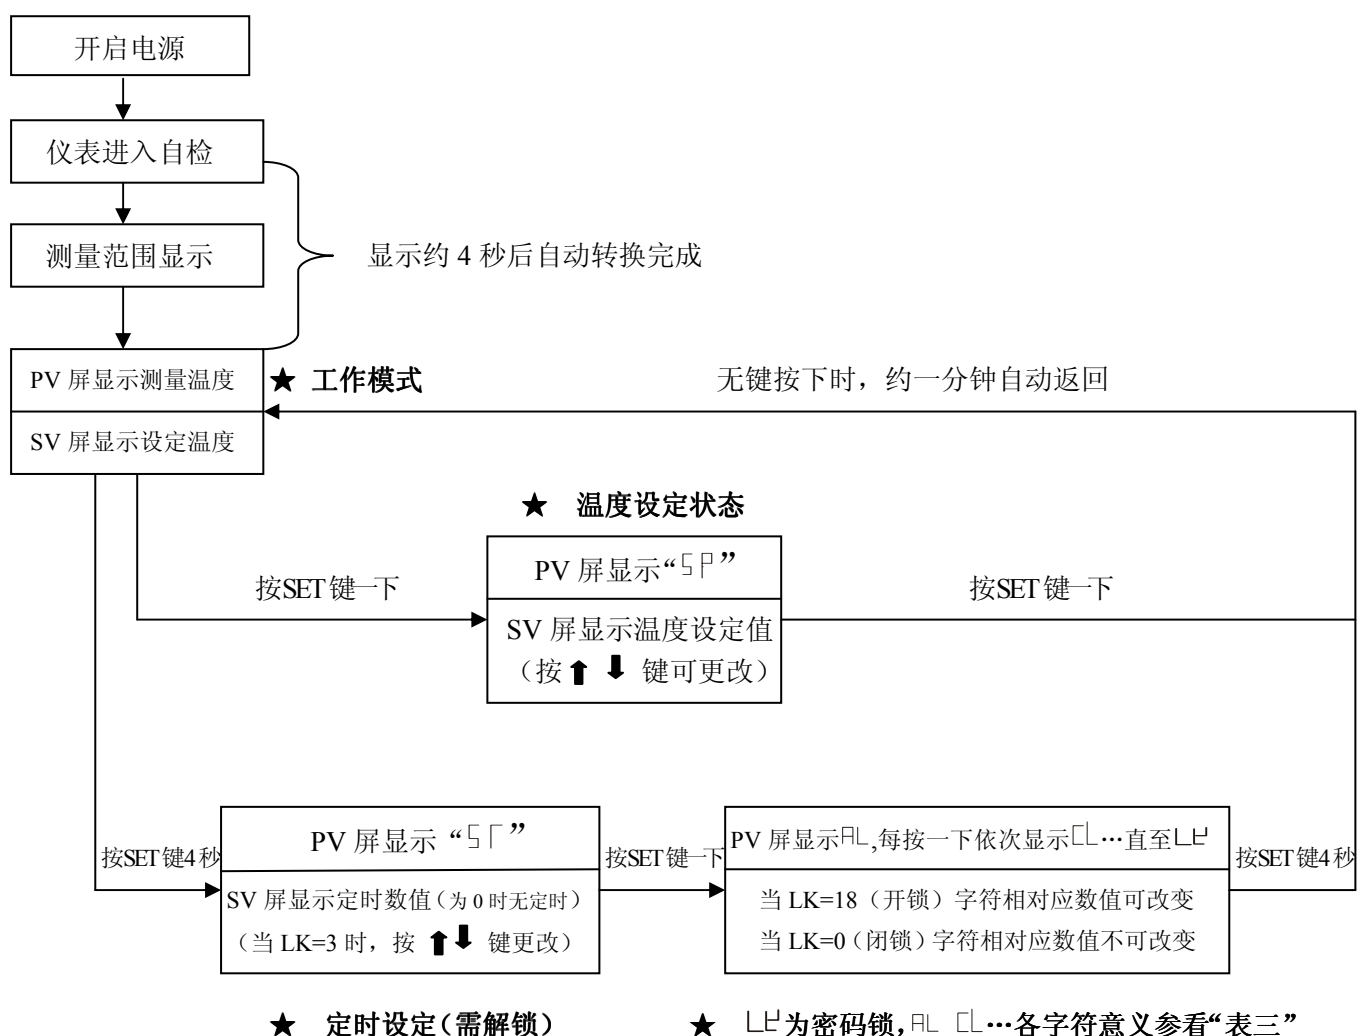 开启电源
仪表进入自检
测量范围显示
显示约 4 秒后自动转换完成
PV 屏显示测量温度
★ 工作模式
无键按下时，约一分钟自动返回
SV 屏显示设定温度
★ 温度设定状态
PV 屏显示“SP”
按SET键一下
按SET键一下
SV 屏显示温度设定值
（按⬆ ⬇ 键可更改）
PV 屏显示 “ST”
PV 屏显示AL,每按一下依次显示CL…直至LK
按SET键4秒
按SET键一下
按SET键4秒
SV 屏显示定时数值（为 0 时无定时）
（当 LK=3 时，按 ⬆⬇ 键更改）
当 LK=18（开锁）字符相对应数值可改变
当 LK=0（闭锁）字符相对应数值不可改变
★ 定时设定（需解锁）
★ LK为密码锁，AL CL…各字符意义参看“表三”